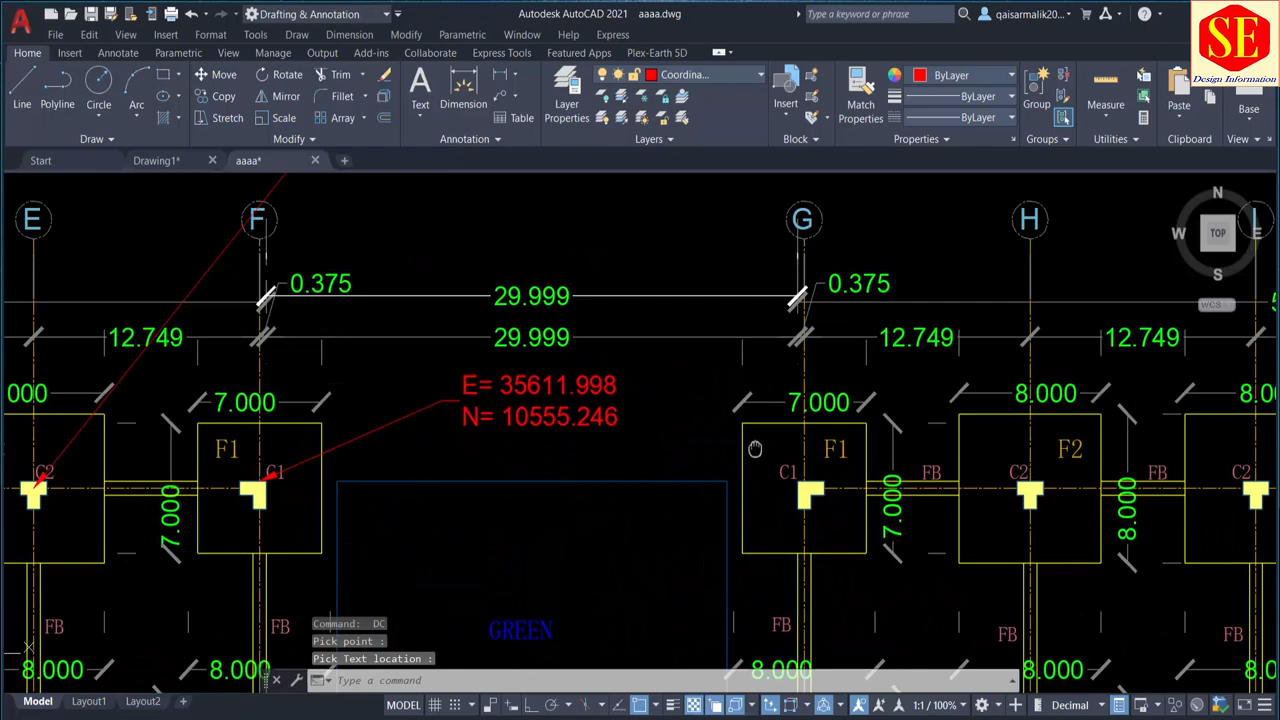 Drafting & Annotation
Autodesk AutoCAD 2021 aaaa.dwg
Type a keyword or phrase
qaisarmalik20...
SE
Design Information
File Edit View Insert Format Tools Draw Dimension Modify Parametric Window Help Express
Home Insert Annotate Parametric View Manage Output Add-ins Collaborate Express Tools Featured Apps Plex-Earth 5D
Line Polyline Circle Arc
Move Rotate Trim
Copy Mirror Fillet
Stretch Scale Array
Text Dimension Table
Layer Properties
Coordina...
Insert
Match Properties
ByLayer
ByLayer
ByLayer
Group
Measure
Paste
Base
Draw Modify Annotation Layers Block Properties Groups Utilities Clipboard View
Start Drawing1* aaaa*
E F G H I
N
W TOP E
S
WCS
0.375 0.375
29.999
12.749 29.999 12.749 12.749
000 7.000 7.000 8.000 8.0
E= 35611.998
N= 10555.246
F1 F1 F2
C2 C1 C1 FB C2 FB C2
7.000 7.000 8.000
GREEN
FB FB FB FB FB
Command: DC
Pick point :
Pick Text location :
8.000 8.000 8.000 8.000 8.0
Type a command
Model Layout1 Layout2
MODEL 1:1 / 100% Decimal